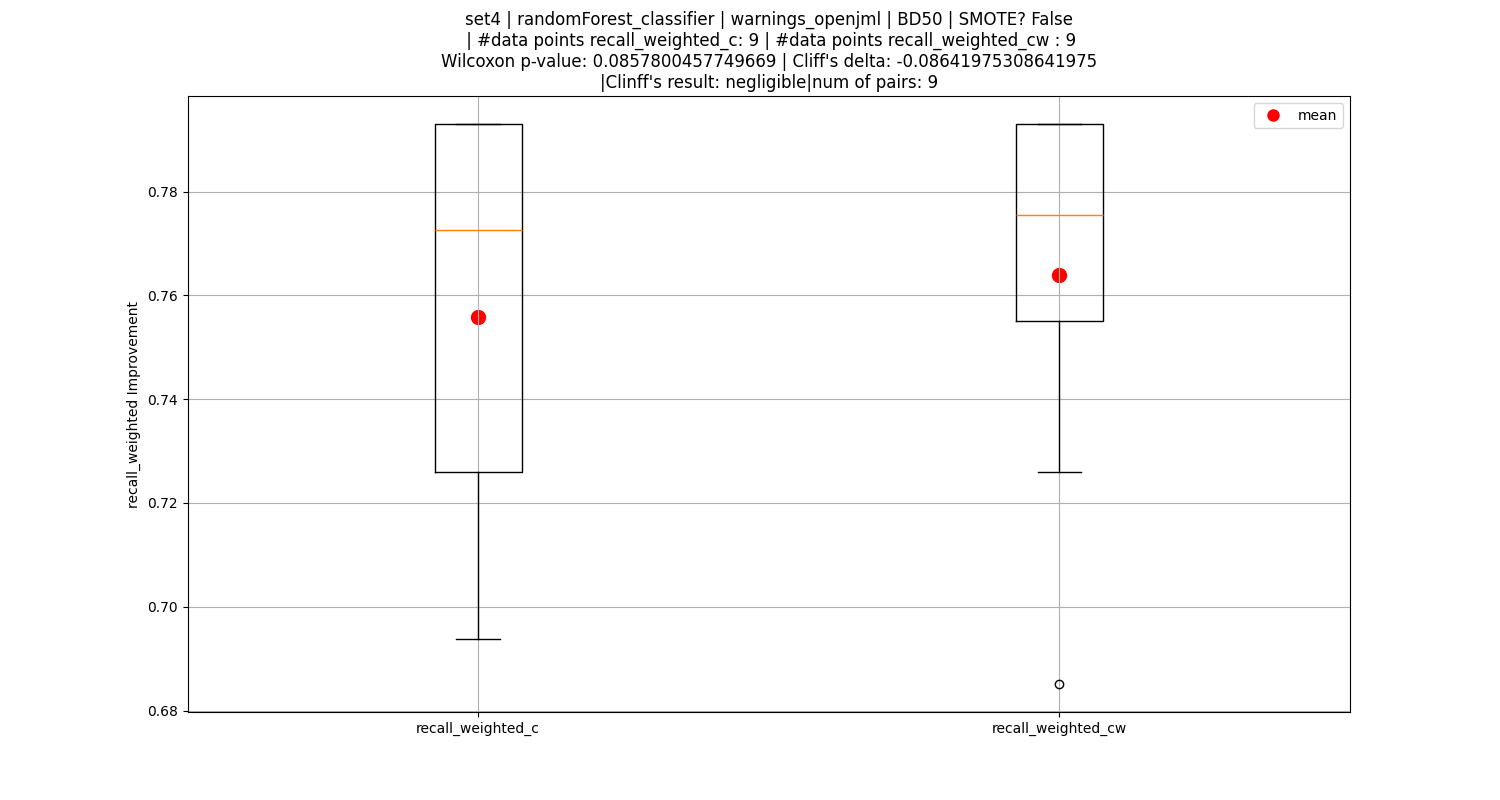 set4 | randomForest_classifier | warnings_openjml | BD50 | SMOTE? False
| #data points recall_weighted_c: 9 | #data points recall_weighted_cw : 9
Wilcoxon p-value: 0.0857800457749669 | Cliff's delta: -0.08641975308641975
|Clinff's result: negligible|num of pairs: 9
mean
recall_weighted Improvement
0.78
0.76
0.74
0.72
0.70
0.68
recall_weighted_c
recall_weighted_cw